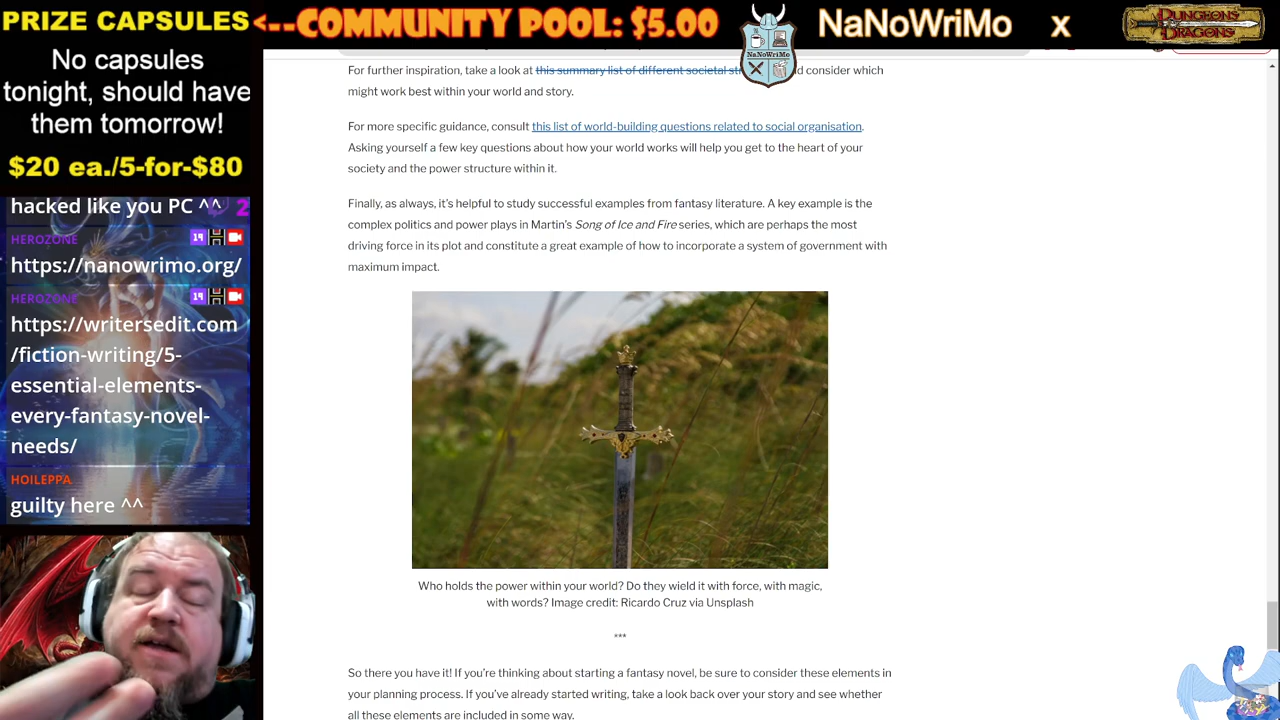 PRIZE CAPSULES
<--COMMUNITY POOL: $5.00
NaNoWriMo
NaNoWriMo
x
DUNGEONS
DRAGONS
No capsules
tonight, should have
them tomorrow!
$20 ea./5-for-$80
hacked like you PC ^^
HEROZONE
https://nanowrimo.org/
HEROZONE
https://writersedit.com
/fiction-writing/5-
essential-elements-
every-fantasy-novel-
needs/
HOILEPPA
guilty here ^^
For further inspiration, take a look at this summary list of different societal consider which
might work best within your world and story.
For more specific guidance, consult this list of world-building questions related to social organisation.
Asking yourself a few key questions about how your world works will help you get to the heart of your
society and the power structure within it.
Finally, as always, it's helpful to study successful examples from fantasy literature. A key example is the
complex politics and power plays in Martin's Song of Ice and Fire series, which are perhaps the most
driving force in its plot and constitute a great example of how to incorporate a system of government with
maximum impact.
Who holds the power within your world? Do they wield it with force, with magic,
with words? Image credit: Ricardo Cruz via Unsplash
***
So there you have it! If you're thinking about starting a fantasy novel, be sure to consider these elements in
your planning process. If you've already started writing, take a look back over your story and see whether
all these elements are included in some way.